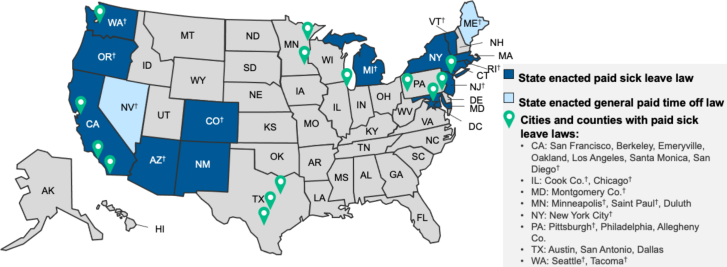 WA†
OR†
CA
NV†
ID
MT
WY
UT
AZ†
CO†
NM
ND
SD
NE
KS
OK
TX
MN
IA
MO
AR
LA
WI
IL
IN
MI†
OH
KY
TN
MS
AL
GA
FL
SC
NC
VA
WV
PA
NY
VT†
ME†
NH
MA
RI†
CT
NJ†
DE
MD
DC
AK
HI
State enacted paid sick leave law
State enacted general paid time off law
Cities and counties with paid sick
leave laws:
• CA: San Francisco, Berkeley, Emeryville,
Oakland, Los Angeles, Santa Monica, San
Diego†
• IL: Cook Co.†, Chicago†
• MD: Montgomery Co.†
• MN: Minneapolis†, Saint Paul†, Duluth
• NY: New York City†
• PA: Pittsburgh†, Philadelphia, Allegheny
Co.
• TX: Austin, San Antonio, Dallas
• WA: Seattle†, Tacoma†